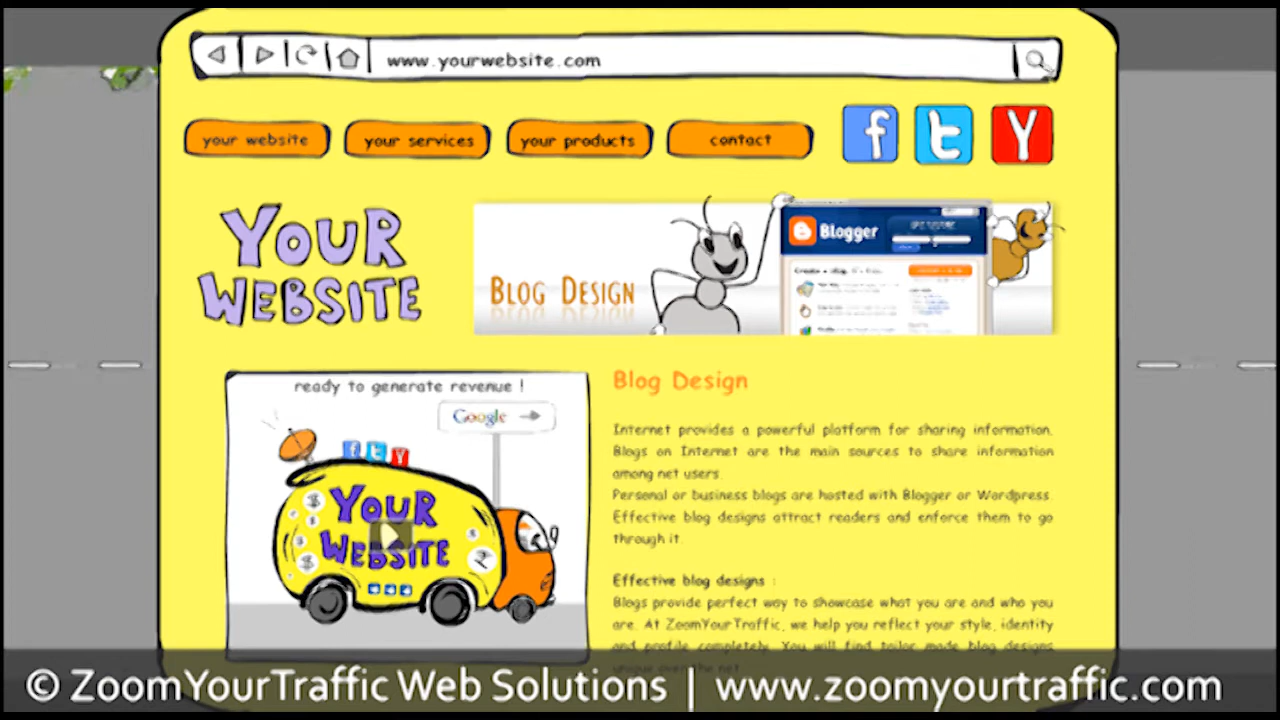 www.yourwebsite.com
your website
your services
your products
contact
f
t
Y
YOUR
WEBSITE
BLOG DESIGN
Blogger
ready to generate revenue !
Google
YOUR
WEBSITE
Blog Design
Internet provides a powerful platform for sharing information.
Blogs on Internet are the main sources to share information
among net users.
Personal or business blogs are hosted with Blogger or Wordpress.
Effective blog designs attract readers and enforce them to go
through it.
Effective blog designs :
Blogs provide perfect way to showcase what you are and who you
are. At ZoomYourTraffic, we help you reflect your style, identity
and profile completely. You will find tailor made blog designs
unique over the net.
© ZoomYourTraffic Web Solutions | www.zoomyourtraffic.com